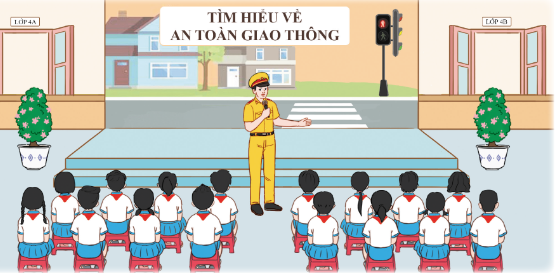 TÌM HIỂU VỀ
AN TOÀN GIAO THÔNG
LỚP 4A
LỚP 4B